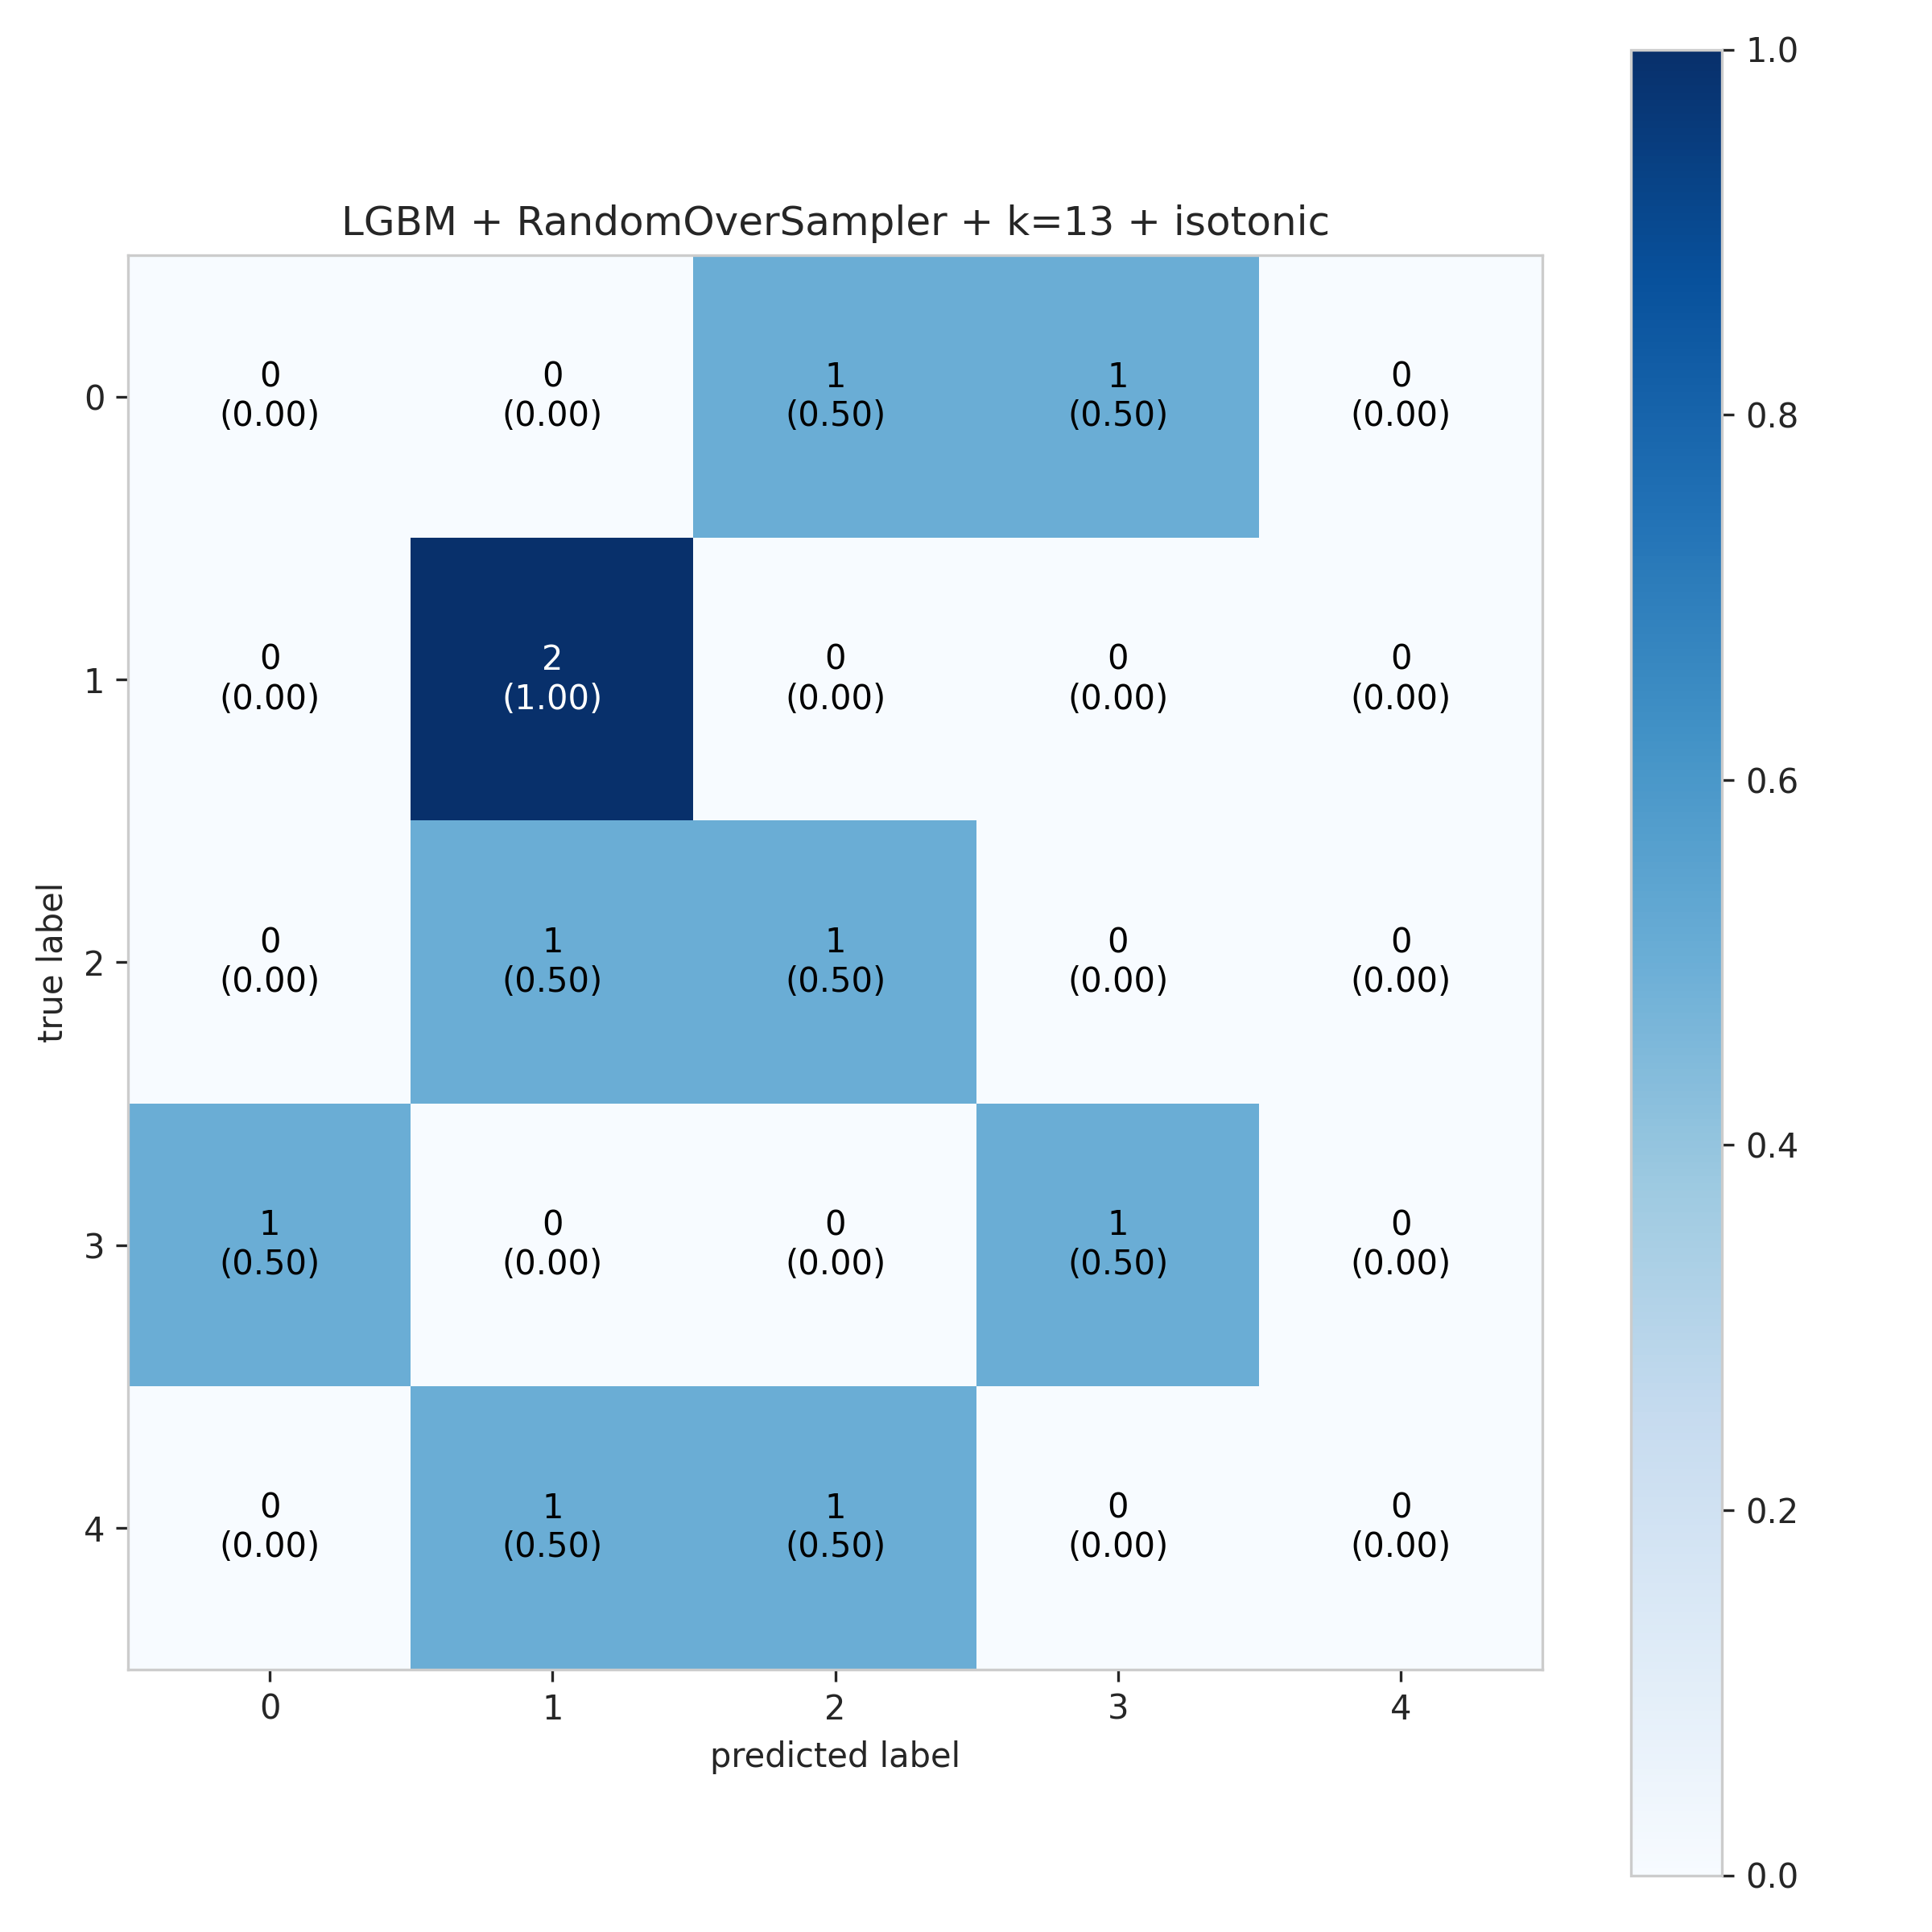 LGBM + RandomOverSampler + k=13 + isotonic
1.0
0.8
0.6
0.4
0.2
0.0
true label
0
0 0 1 1 0
(0.00) (0.00) (0.50) (0.50) (0.00)
1
0 2 0 0 0
(0.00) (1.00) (0.00) (0.00) (0.00)
2
0 1 1 0 0
(0.00) (0.50) (0.50) (0.00) (0.00)
3
1 0 0 1 0
(0.50) (0.00) (0.00) (0.50) (0.00)
4
0 1 1 0 0
(0.00) (0.50) (0.50) (0.00) (0.00)
0 1 2 3 4
predicted label